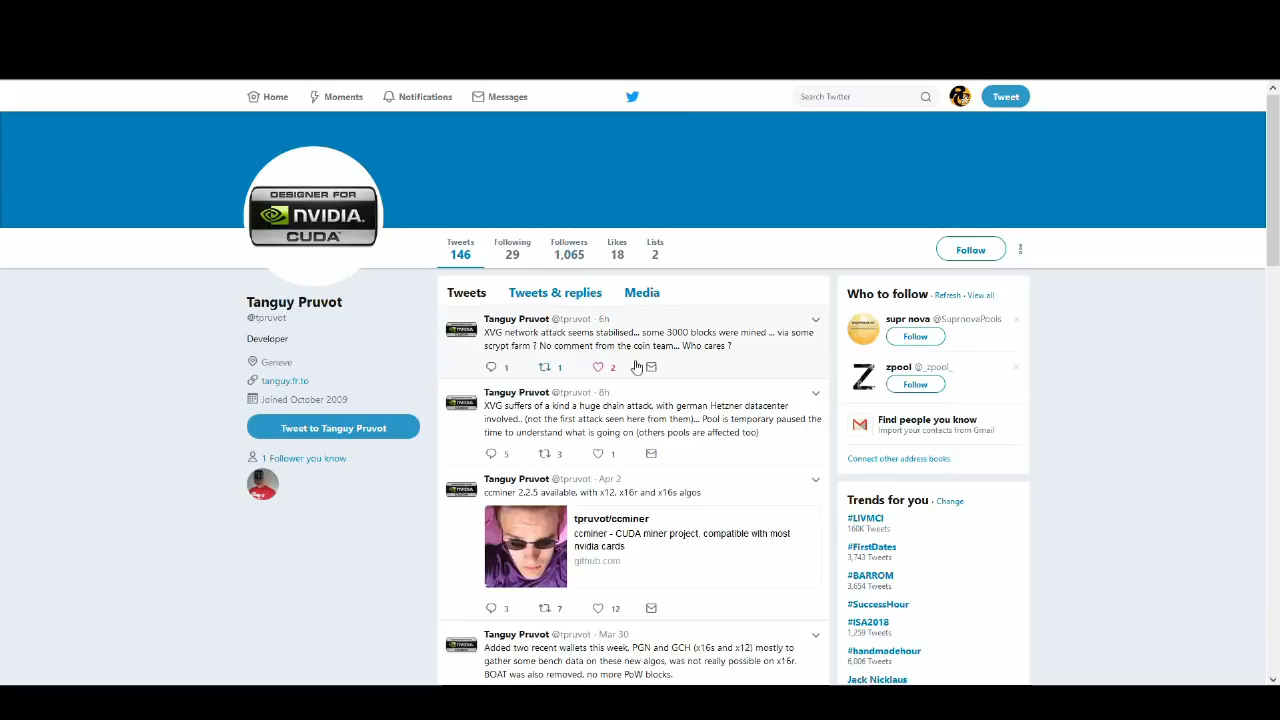 Home Moments Notifications Messages
Search Twitter
Tweet
DESIGNER FOR
NVIDIA.
CUDA
Tweets Following Followers Likes Lists
146 29 1,065 18 2
Follow
Tanguy Pruvot
@tpruvot
Developer
Geneve
tanguy.fr.to
Joined October 2009
Tweet to Tanguy Pruvot
1 Follower you know
Tweets Tweets & replies Media
Tanguy Pruvot @tpruvot · 6h
XVG network attack seems stabilised... some 3000 blocks were mined ... via some
scrypt farm ? No comment from the coin team... Who cares ?
1 1 2
Tanguy Pruvot @tpruvot · 8h
XVG suffers of a kind a huge chain attack, with german Hetzner datacenter
involved.. (not the first attack seen here from them)... Pool is temporary paused the
time to understand what is going on (others pools are affected too)
5 3 1
Tanguy Pruvot @tpruvot · Apr 2
ccminer 2.2.5 available, with x12, x16r and x16s algos
tpruvot/ccminer
ccminer - CUDA miner project, compatible with most
nvidia cards
github.com
3 7 12
Tanguy Pruvot @tpruvot · Mar 30
Added two recent wallets this week, PGN and GCH (x16s and x12) mostly to
gather some bench data on these new algos, was not really possible on x16r.
BOAT was also removed, no more PoW blocks.
Who to follow · Refresh · View all
supr nova @SuprnovaPools
Follow
zpool @_zpool_
Follow
Find people you know
Import your contacts from Gmail
Connect other address books
Trends for you · Change
#LIVMCI
160K Tweets
#FirstDates
3,743 Tweets
#BARROM
3,654 Tweets
#SuccessHour
#ISA2018
1,259 Tweets
#handmadehour
6,006 Tweets
Jack Nicklaus